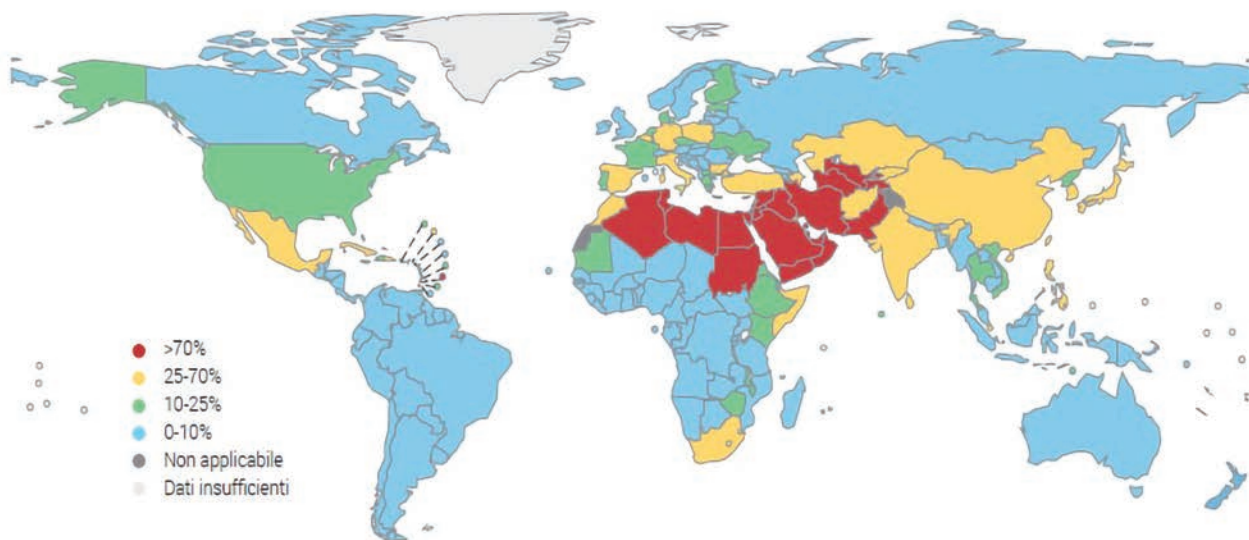 >70%
25-70%
10-25%
0-10%
Non applicabile
Dati insufficienti